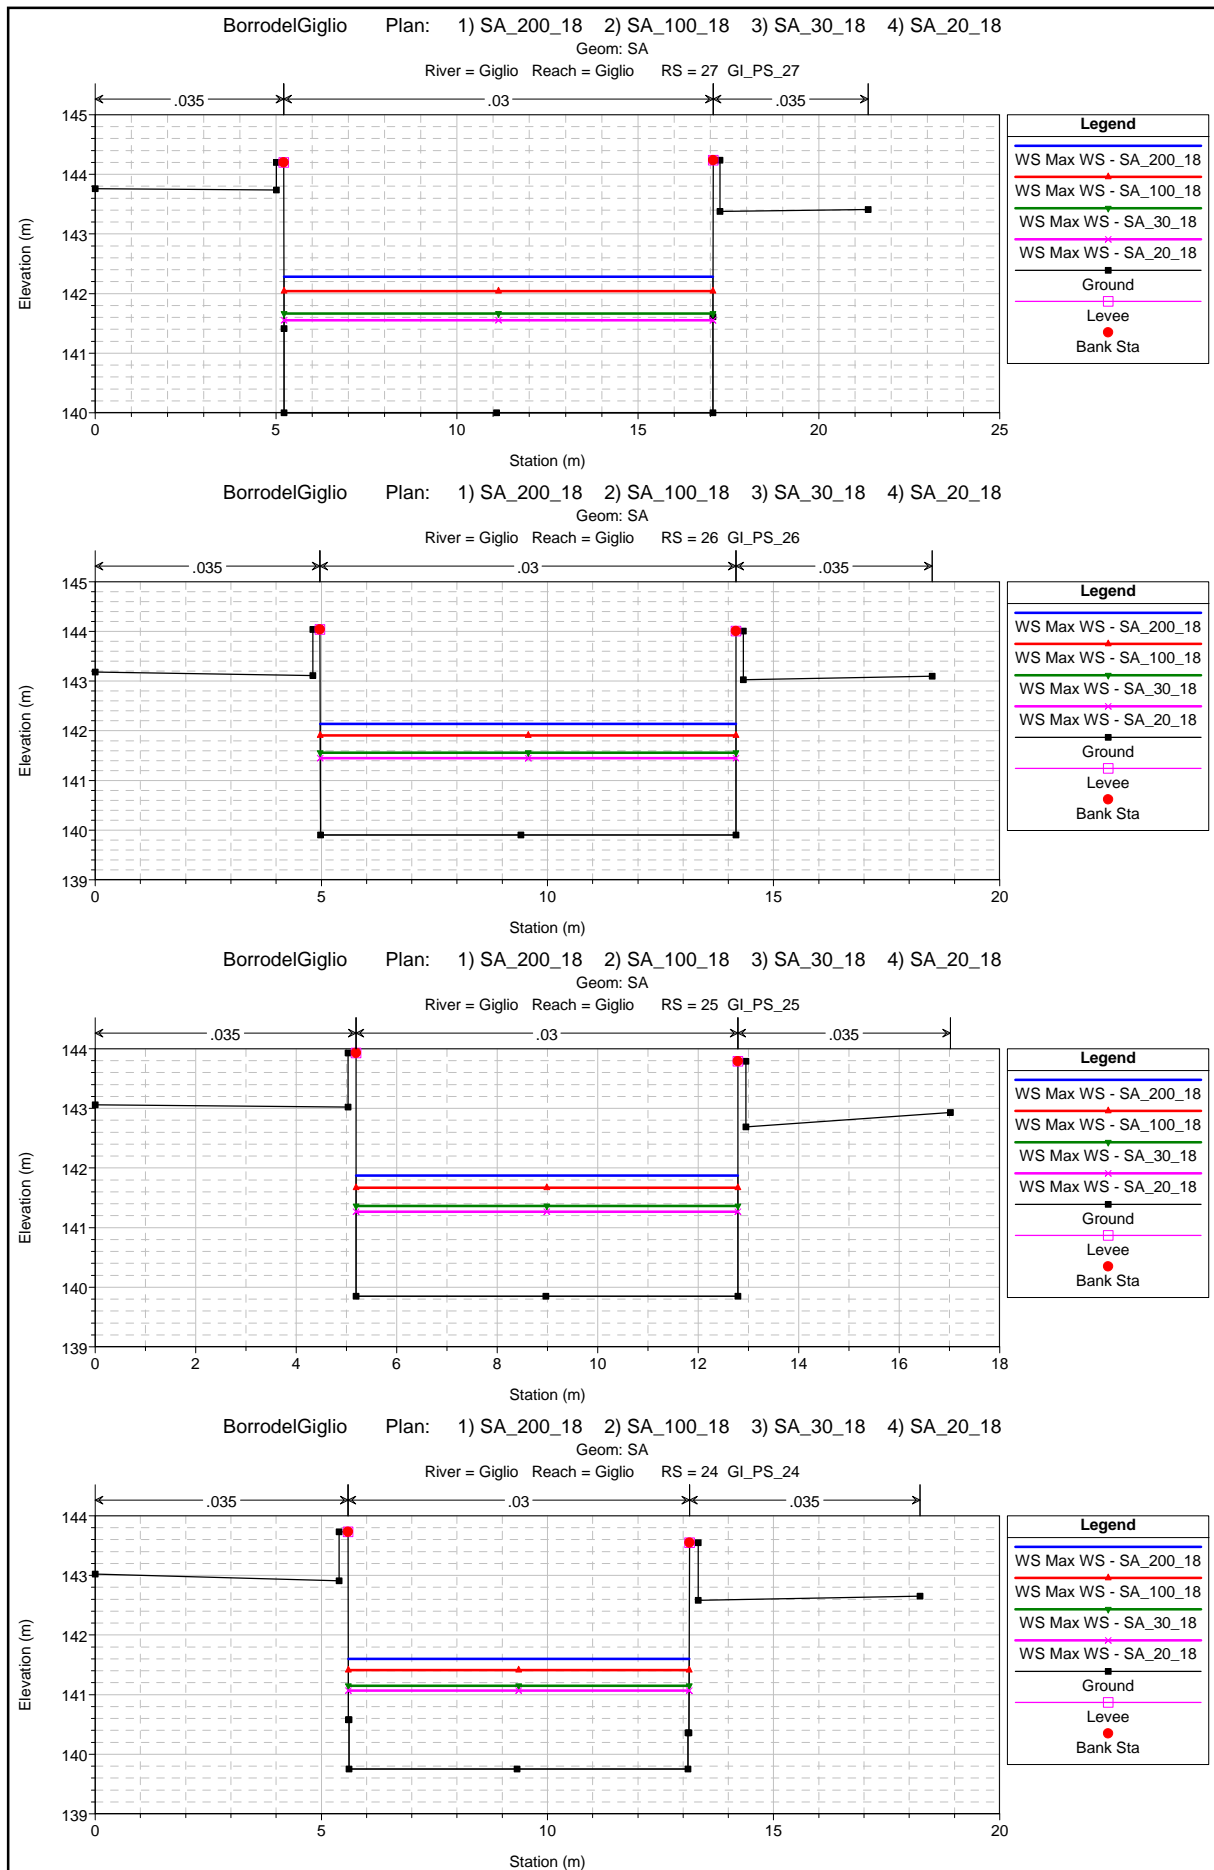 BorrodelGiglio Plan: 1) SA_200_18 2) SA_100_18 3) SA_30_18 4) SA_20_18
Geom: SA
River = Giglio Reach = Giglio RS = 27 GI_PS_27
.035 .03 .035
145
144
143
142
141
140
Elevation (m)
0 5 10 15 20 25
Station (m)
Legend
WS Max WS - SA_200_18
WS Max WS - SA_100_18
WS Max WS - SA_30_18
WS Max WS - SA_20_18
Ground
Levee
Bank Sta
BorrodelGiglio Plan: 1) SA_200_18 2) SA_100_18 3) SA_30_18 4) SA_20_18
Geom: SA
River = Giglio Reach = Giglio RS = 26 GI_PS_26
.035 .03 .035
145
144
143
142
141
140
139
Elevation (m)
0 5 10 15 20
Station (m)
Legend
WS Max WS - SA_200_18
WS Max WS - SA_100_18
WS Max WS - SA_30_18
WS Max WS - SA_20_18
Ground
Levee
Bank Sta
BorrodelGiglio Plan: 1) SA_200_18 2) SA_100_18 3) SA_30_18 4) SA_20_18
Geom: SA
River = Giglio Reach = Giglio RS = 25 GI_PS_25
.035 .03 .035
144
143
142
141
140
139
Elevation (m)
0 2 4 6 8 10 12 14 16 18
Station (m)
Legend
WS Max WS - SA_200_18
WS Max WS - SA_100_18
WS Max WS - SA_30_18
WS Max WS - SA_20_18
Ground
Levee
Bank Sta
BorrodelGiglio Plan: 1) SA_200_18 2) SA_100_18 3) SA_30_18 4) SA_20_18
Geom: SA
River = Giglio Reach = Giglio RS = 24 GI_PS_24
.035 .03 .035
144
143
142
141
140
139
Elevation (m)
0 5 10 15 20
Station (m)
Legend
WS Max WS - SA_200_18
WS Max WS - SA_100_18
WS Max WS - SA_30_18
WS Max WS - SA_20_18
Ground
Levee
Bank Sta